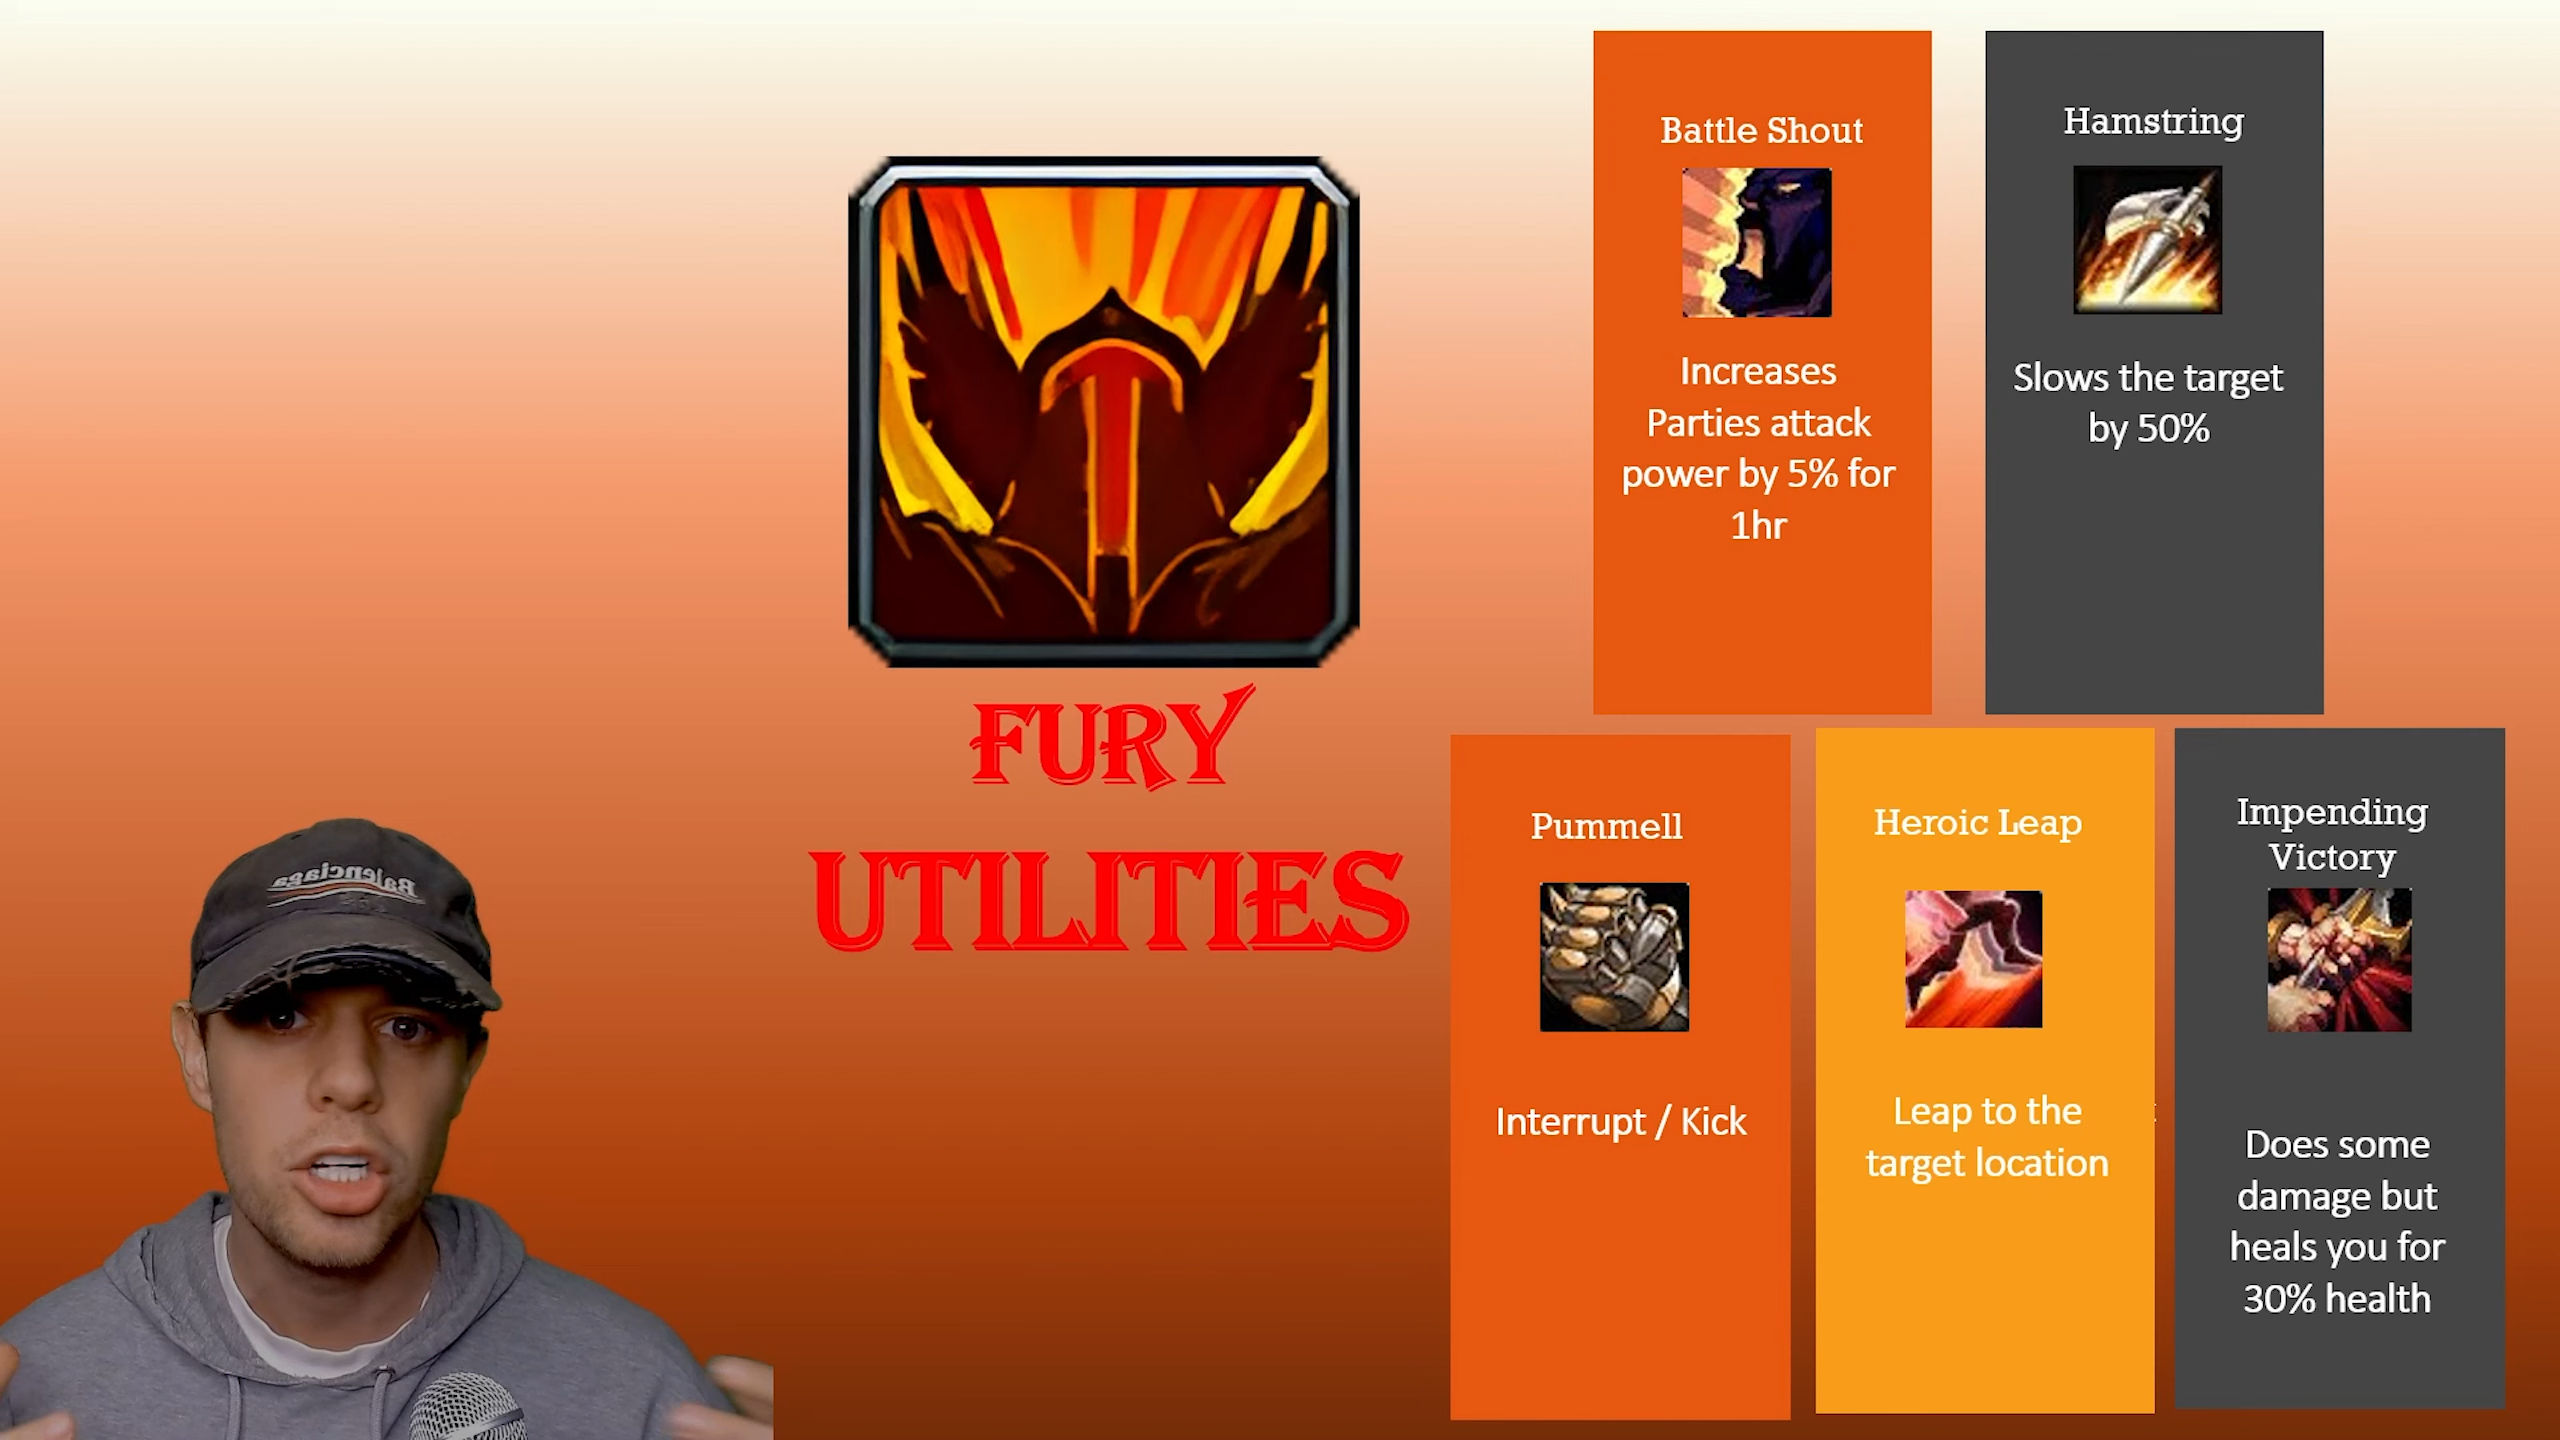 Battle Shout
Increases
Parties attack
power by 5% for
1hr
Hamstring
Slows the target
by 50%
FURY
UTILITIES
Pummell
Interrupt / Kick
Heroic Leap
Leap to the
target location
Impending
Victory
Does some
damage but
heals you for
30% health
Balenciaga